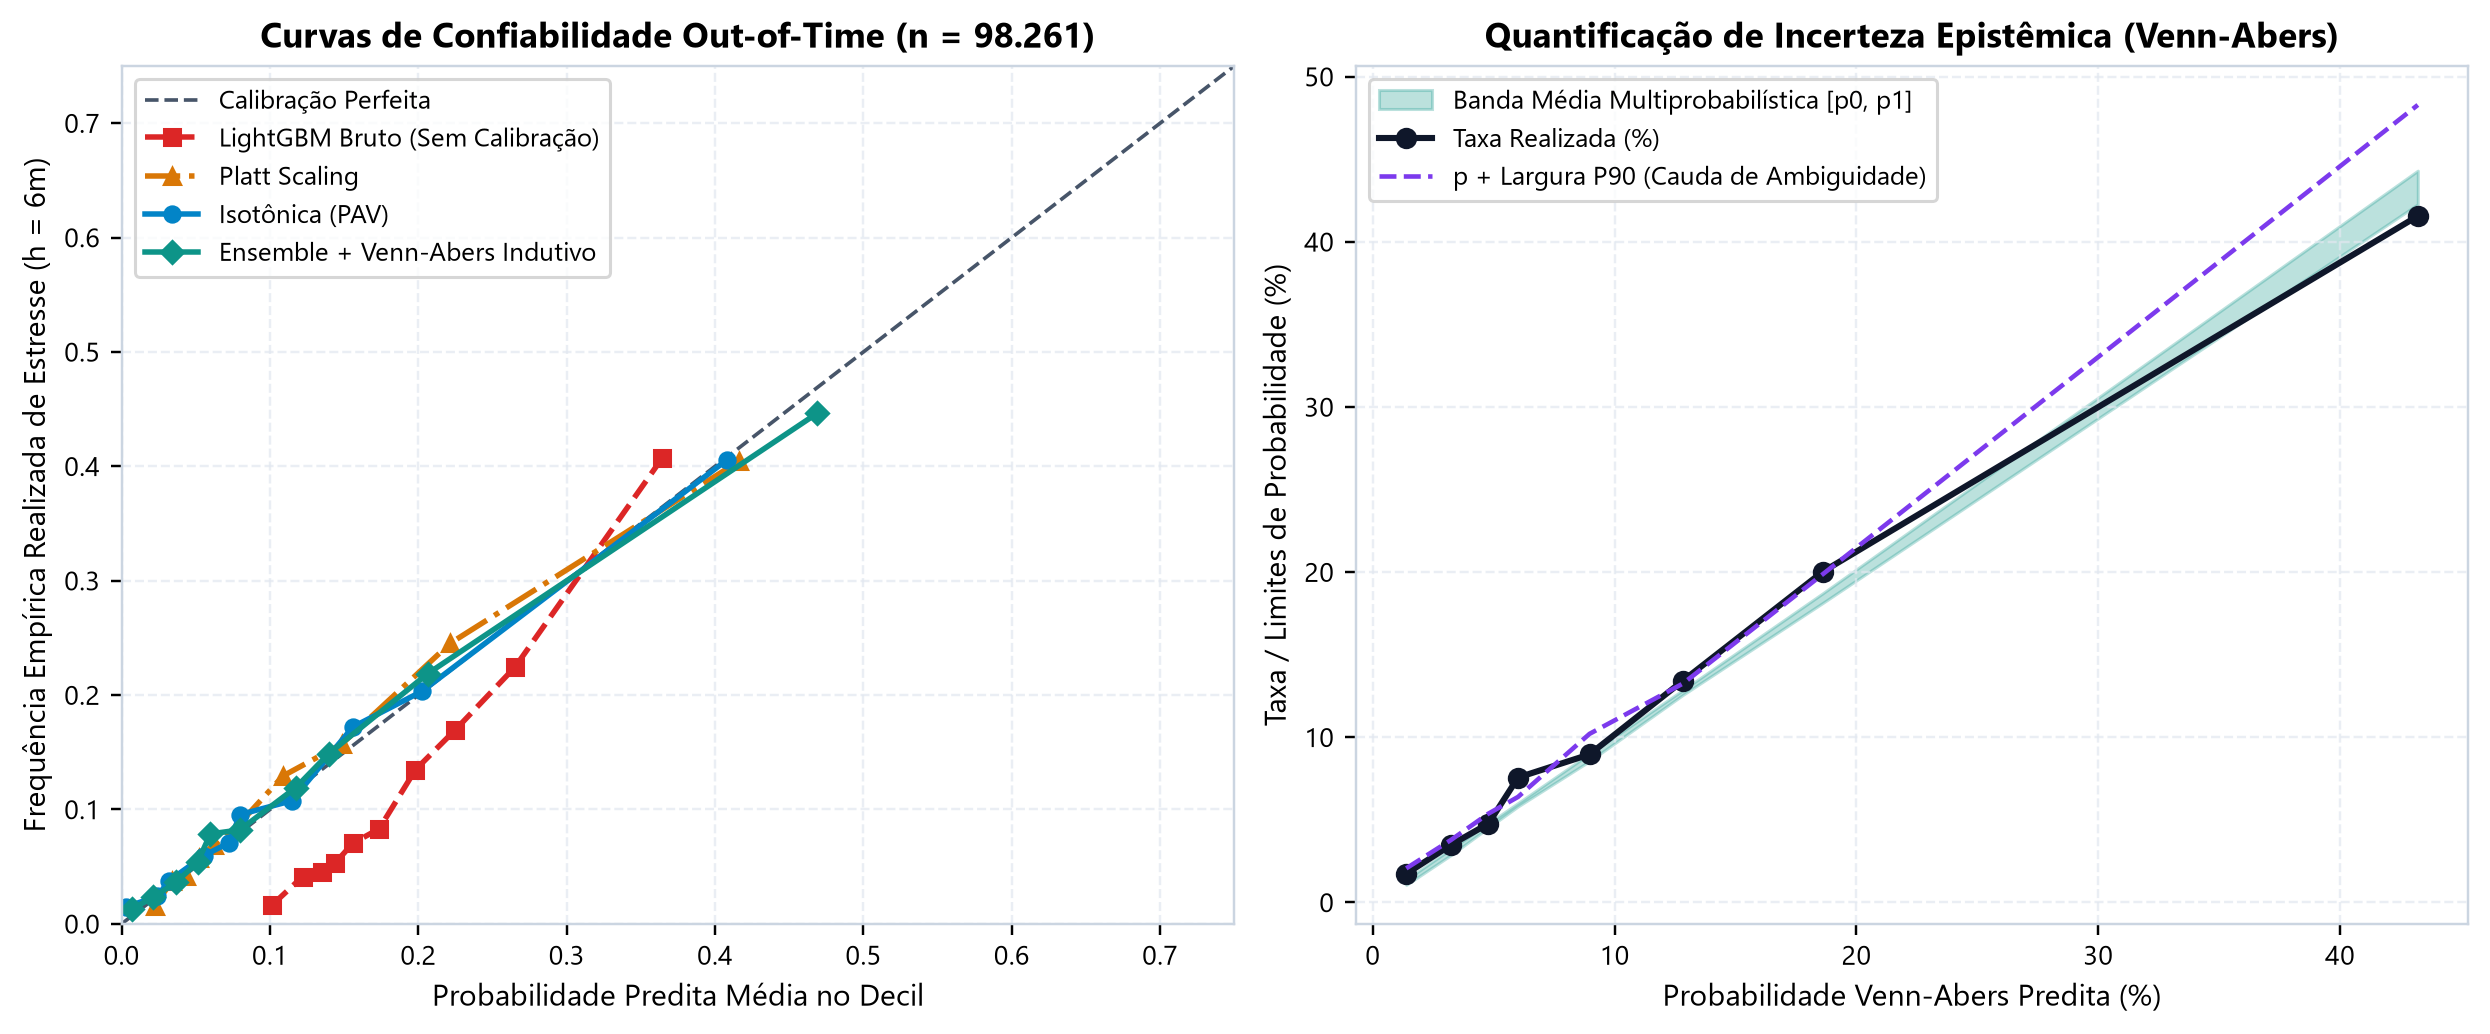 Curvas de Confiabilidade Out-of-Time (n = 98.261)
Calibração Perfeita
LightGBM Bruto (Sem Calibração)
Platt Scaling
Isotônica (PAV)
Ensemble + Venn-Abers Indutivo
Frequência Empírica Realizada de Estresse (h = 6m)
0.7
0.6
0.5
0.4
0.3
0.2
0.1
0.0
0.0 0.1 0.2 0.3 0.4 0.5 0.6 0.7
Probabilidade Predita Média no Decil
Quantificação de Incerteza Epistêmica (Venn-Abers)
Banda Média Multiprobabilística [p0, p1]
Taxa Realizada (%)
p + Largura P90 (Cauda de Ambiguidade)
Taxa / Limites de Probabilidade (%)
50
40
30
20
10
0
0 10 20 30 40
Probabilidade Venn-Abers Predita (%)